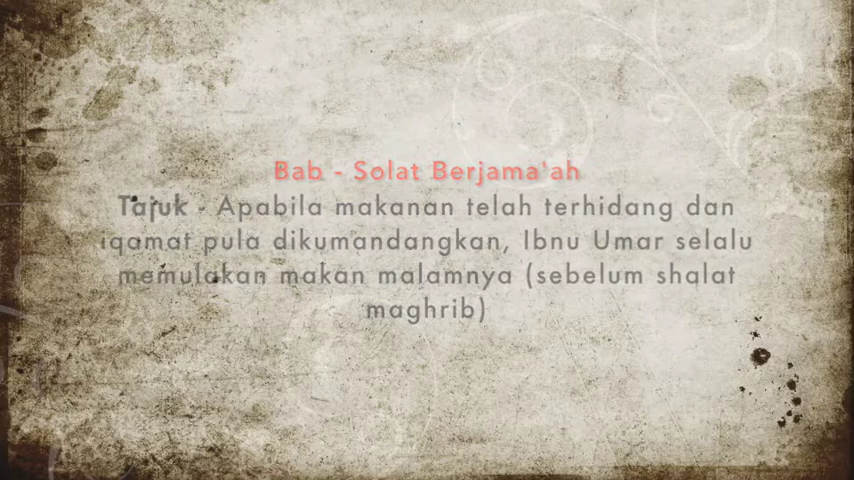 Bab - Solat Berjama'ah
Tajuk - Apabila makanan telah terhidang dan
iqamat pula dikumandangkan, Ibnu Umar selalu
memulakan makan malamnya (sebelum shalat
maghrib)